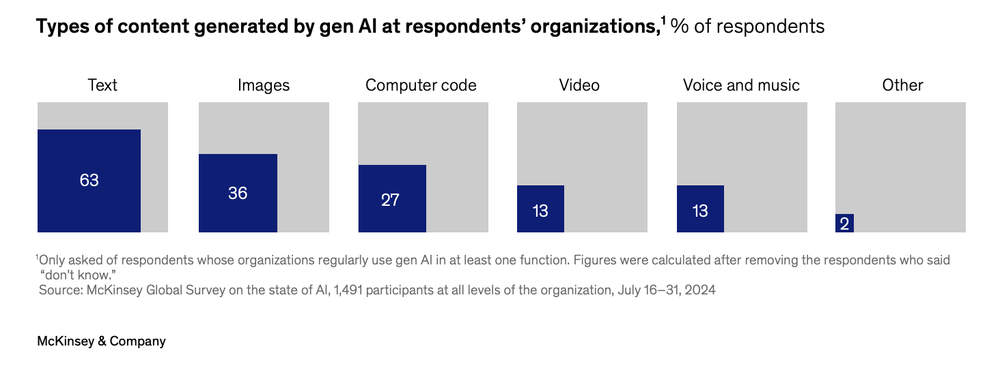 Types of content generated by gen AI at respondents’ organizations,¹ % of respondents
Text
Images
Computer code
Video
Voice and music
Other
63
36
27
13
13
2
¹Only asked of respondents whose organizations regularly use gen AI in at least one function. Figures were calculated after removing the respondents who said
“don’t know.”
Source: McKinsey Global Survey on the state of AI, 1,491 participants at all levels of the organization, July 16–31, 2024
McKinsey & Company